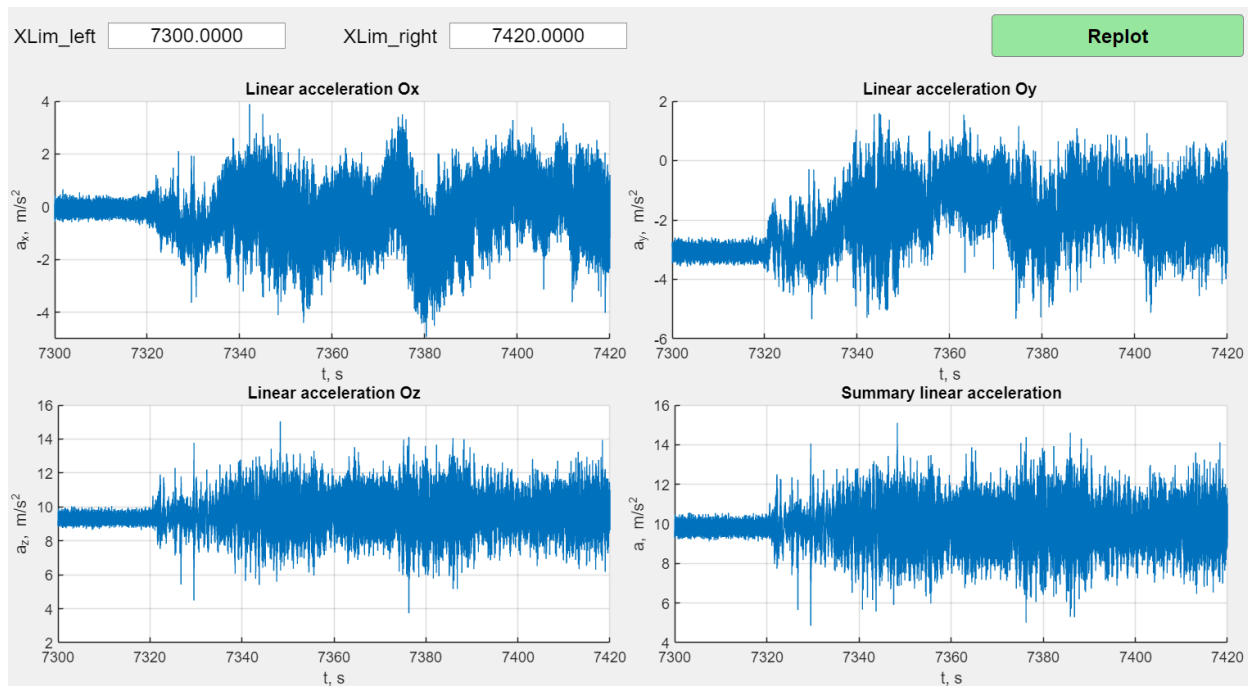 XLim_left 7300.0000 XLim_right 7420.0000 Replot
Linear acceleration Ox
4
2
0
-2
-4
aₓ, m/s²
7300 7320 7340 7360 7380 7400 7420
t, s
Linear acceleration Oy
2
0
-2
-4
-6
a_y, m/s²
7300 7320 7340 7360 7380 7400 7420
t, s
Linear acceleration Oz
16
14
12
10
8
6
4
2
a_z, m/s²
7300 7320 7340 7360 7380 7400 7420
t, s
Summary linear acceleration
16
14
12
10
8
6
4
a, m/s²
7300 7320 7340 7360 7380 7400 7420
t, s